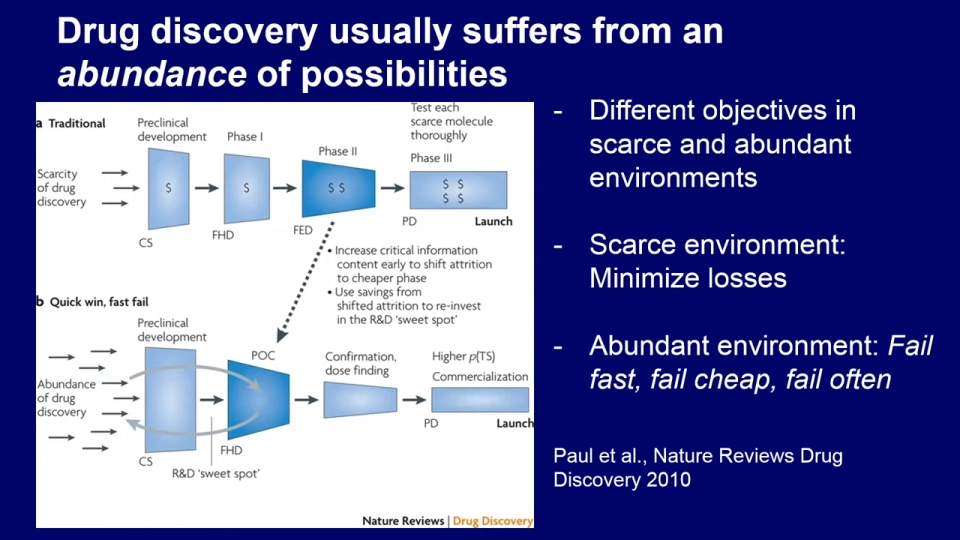 Drug discovery usually suffers from an
abundance of possibilities
a Traditional
Preclinical
development
Phase I
Phase II
Test each
scarce molecule
thoroughly
Phase III
Scarcity
of drug
discovery
$
$
$ $
$ $
$ $
CS
FHD
FED
PD
Launch
• Increase critical information
content early to shift attrition
to cheaper phase
• Use savings from
shifted attrition to re-invest
in the R&D ‘sweet spot’
b Quick win, fast fail
Preclinical
development
POC
Confirmation,
dose finding
Higher p(TS)
Commercialization
Abundance
of drug
discovery
CS
FHD
PD
Launch
R&D ‘sweet spot’
Nature Reviews | Drug Discovery
- Different objectives in
scarce and abundant
environments
- Scarce environment:
Minimize losses
- Abundant environment: Fail
fast, fail cheap, fail often
Paul et al., Nature Reviews Drug
Discovery 2010